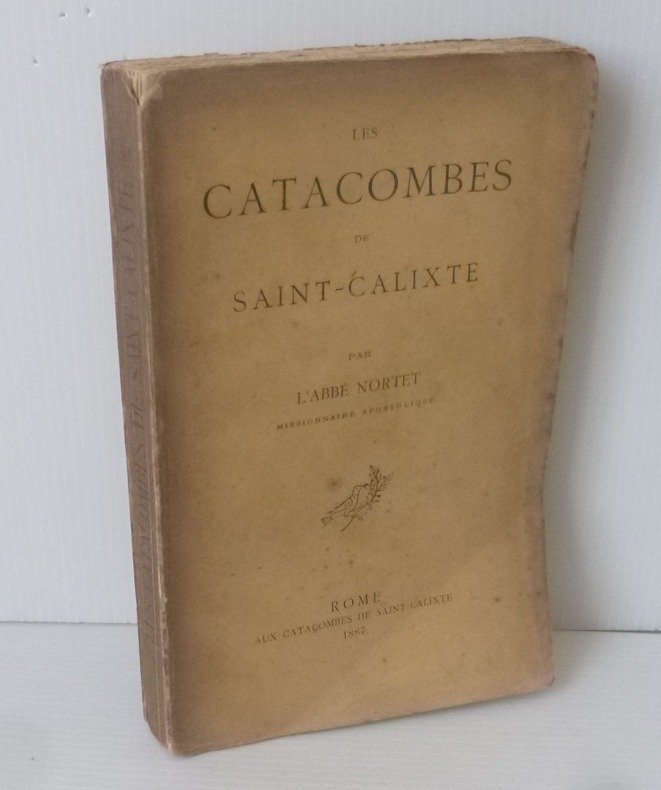 LES
CATACOMBES
DE
SAINT-CALIXTE
PAR
L'ABBÉ NORTET
MISSIONNAIRE APOSTOLIQUE
ROME
AUX CATACOMBES DE SAINT-CALIXTE
1887
LES CATACOMBES DE SAINT-CALIXTE